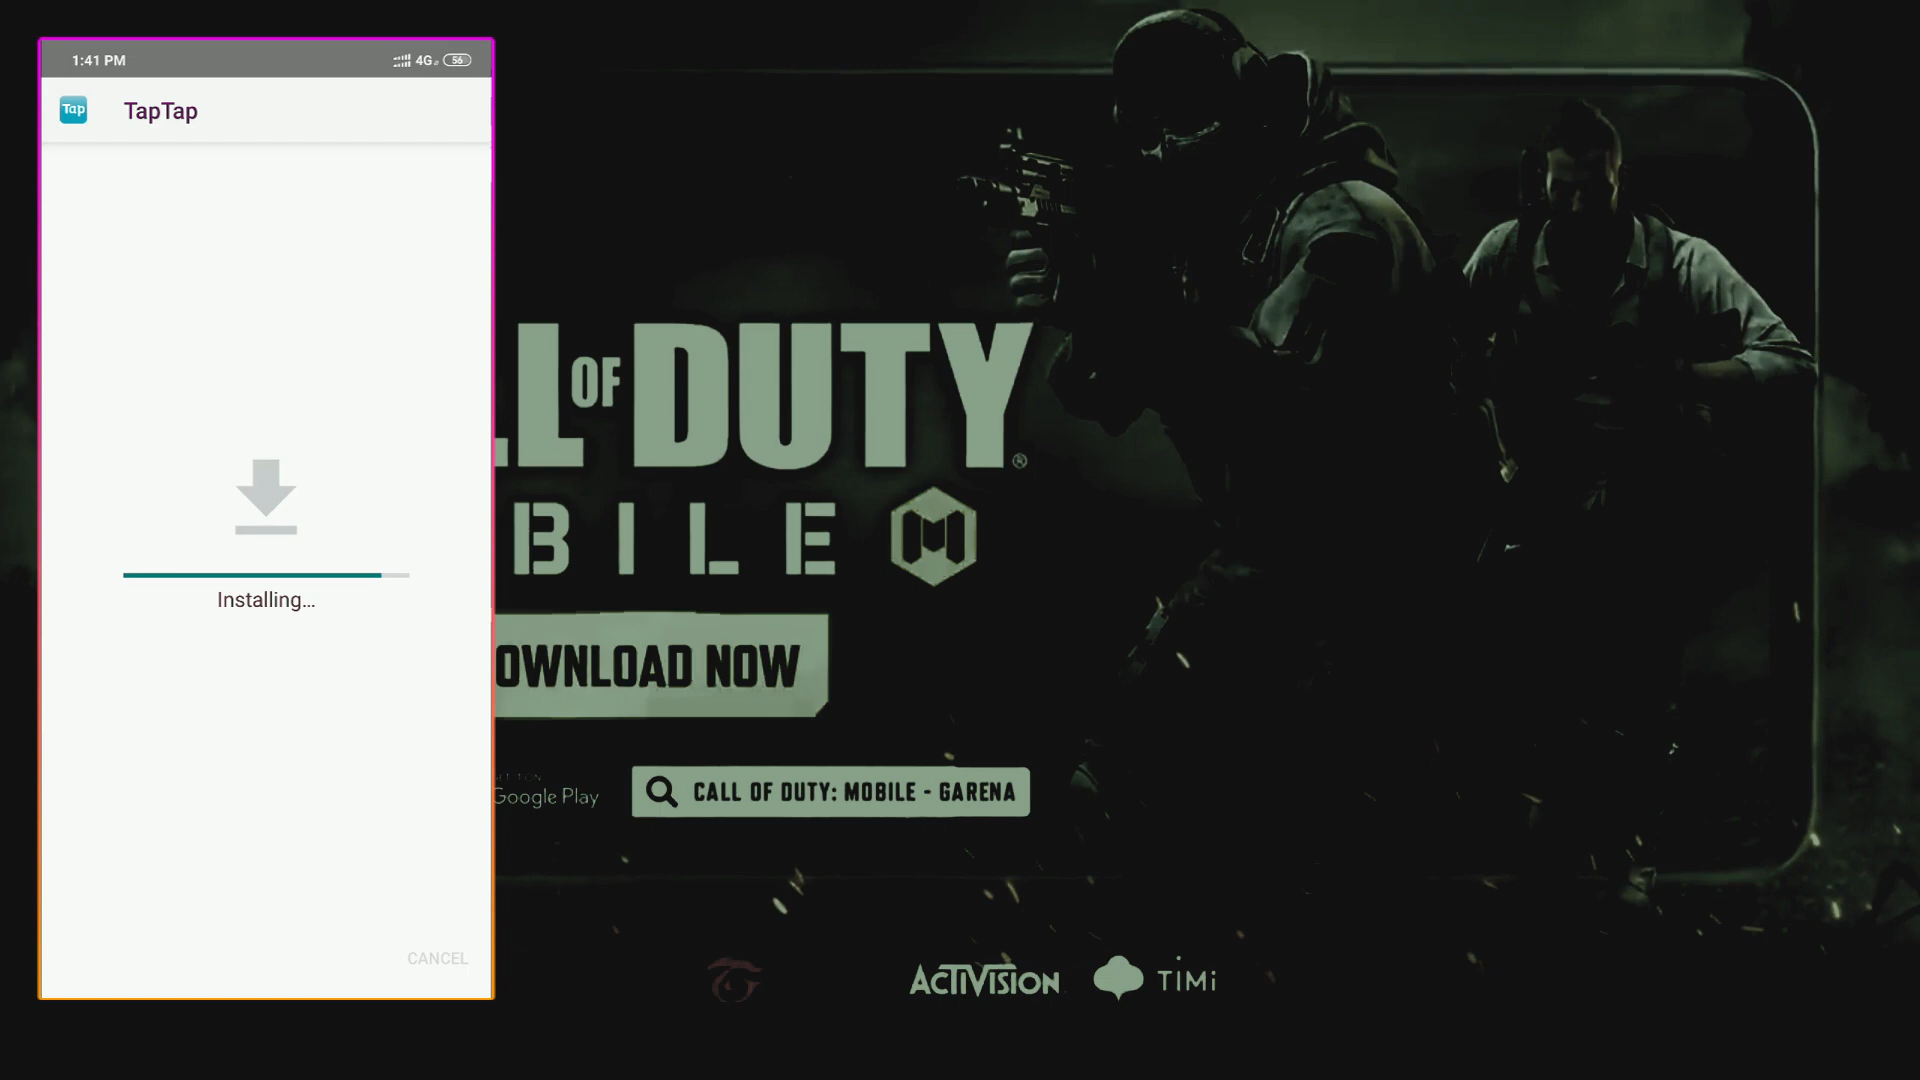 1:41 PM
4G
56
Tap
TapTap
Installing...
CANCEL
LL OF DUTY®
BILE
OWNLOAD NOW
Google Play
CALL OF DUTY: MOBILE - GARENA
ACTIVISION
TiMi